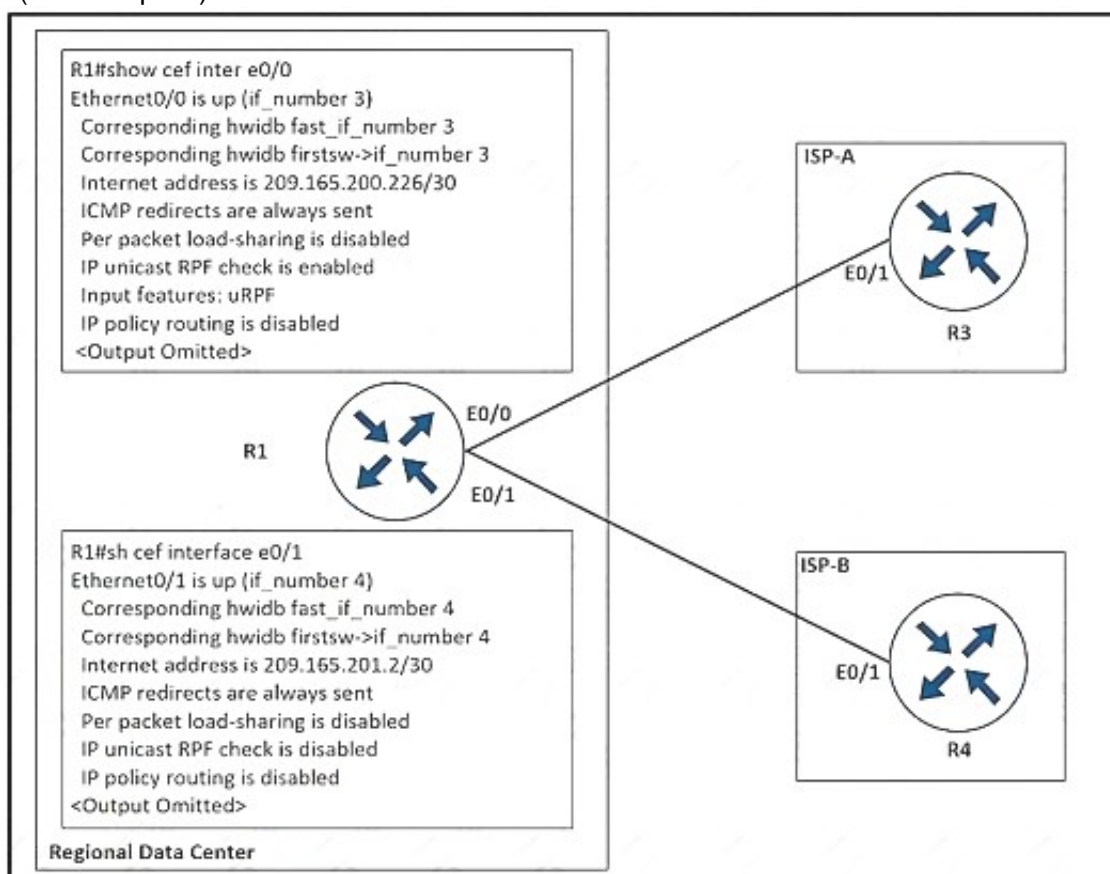 R1#show cef inter e0/0
Ethernet0/0 is up (if_number 3)
Corresponding hwidb fast_if_number 3
Corresponding hwidb firstsw->if_number 3
Internet address is 209.165.200.226/30
ICMP redirects are always sent
Per packet load-sharing is disabled
IP unicast RPF check is enabled
Input features: uRPF
IP policy routing is disabled
<Output Omitted>
ISP-A
E0/1
R3
E0/0
R1
E0/1
R1#sh cef interface e0/1
Ethernet0/1 is up (if_number 4)
Corresponding hwidb fast_if_number 4
Corresponding hwidb firstsw->if_number 4
Internet address is 209.165.201.2/30
ICMP redirects are always sent
Per packet load-sharing is disabled
IP unicast RPF check is disabled
IP policy routing is disabled
<Output Omitted>
ISP-B
E0/1
R4
Regional Data Center